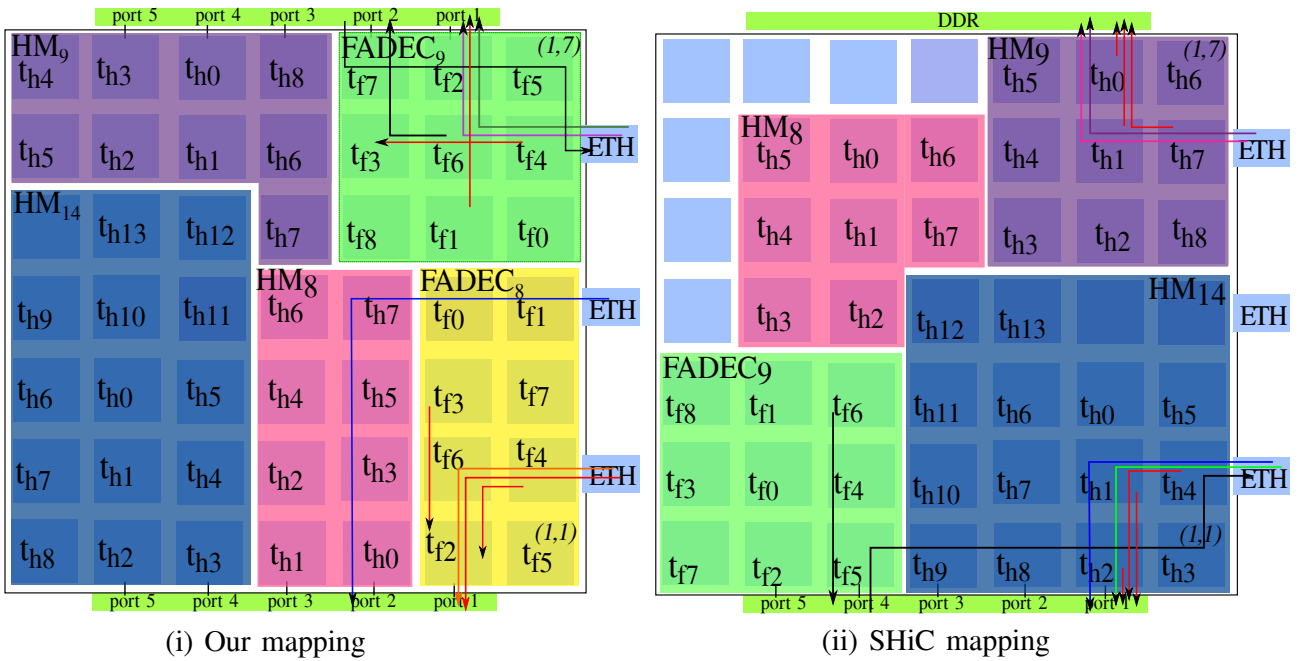 port 5 port 4 port 3 port 2 port 1
HM9 FADEC9 (1,7)
th4 th3 th0 th8 tf7 tf2 tf5
ETH
th5 th2 th1 th6 tf3 tf6 tf4
HM14
th13 th12 th7 tf8 tf1 tf0
HM8 FADEC8
th9 th10 th11 th6 th7 tf0 tf1 ETH
th6 th0 th5 th4 th5 tf3 tf7
th7 th1 th4 th2 th3 tf6 tf4 ETH
(1,1)
th8 th2 th3 th1 th0 tf2 tf5
port 5 port 4 port 3 port 2 port 1
(i) Our mapping
DDR
HM9 (1,7)
th5 th0 th6
HM8
th5 th0 th6 th4 th1 th7 ETH
th4 th1 th7 th3 th2 th8
HM14
th3 th2 th12 th13 ETH
FADEC9
tf8 tf1 tf6 th11 th6 th0 th5
tf3 tf0 tf4 th10 th7 th1 th4 ETH
(1,1)
tf7 tf2 tf5 th9 th8 th2 th3
port 5 port 4 port 3 port 2 port 1
(ii) SHiC mapping